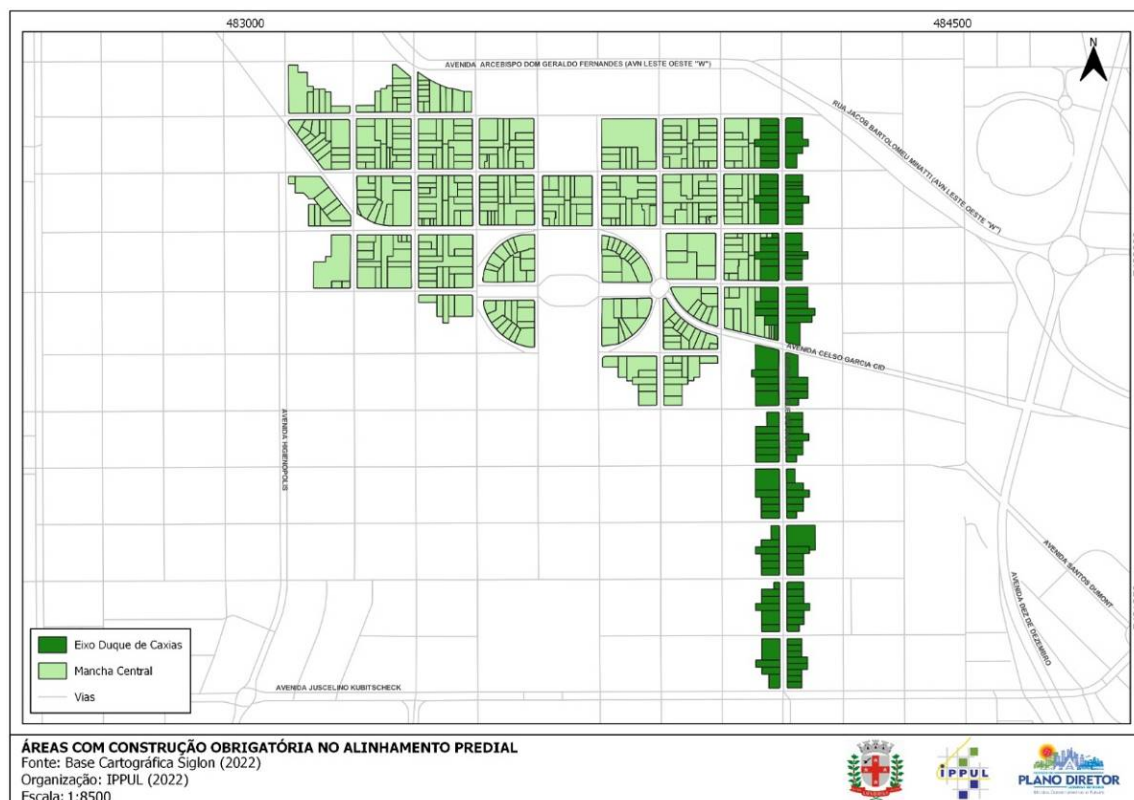 483000
484500
N
AVENIDA ARCEBISPO DOM GERALDO FERNANDES (AVN LESTE OESTE "W")
RUA JACOB BARTOLOMEU MINATTI (AVN LESTE OESTE "W")
AVENIDA CELSO GARCIA CID
AVENIDA HIGIENOPOLIS
AVENIDA SANTOS DUMONT
AVENIDA DEZ DE DEZEMBRO
Eixo Duque de Caxias
Mancha Central
Vias
AVENIDA JUSCELINO KUBITSCHECK
ÁREAS COM CONSTRUÇÃO OBRIGATÓRIA NO ALINHAMENTO PREDIAL
Fonte: Base Cartográfica Siglon (2022)
Organização: IPPUL (2022)
Escala: 1:8500
IPPUL
PLANO DIRETOR